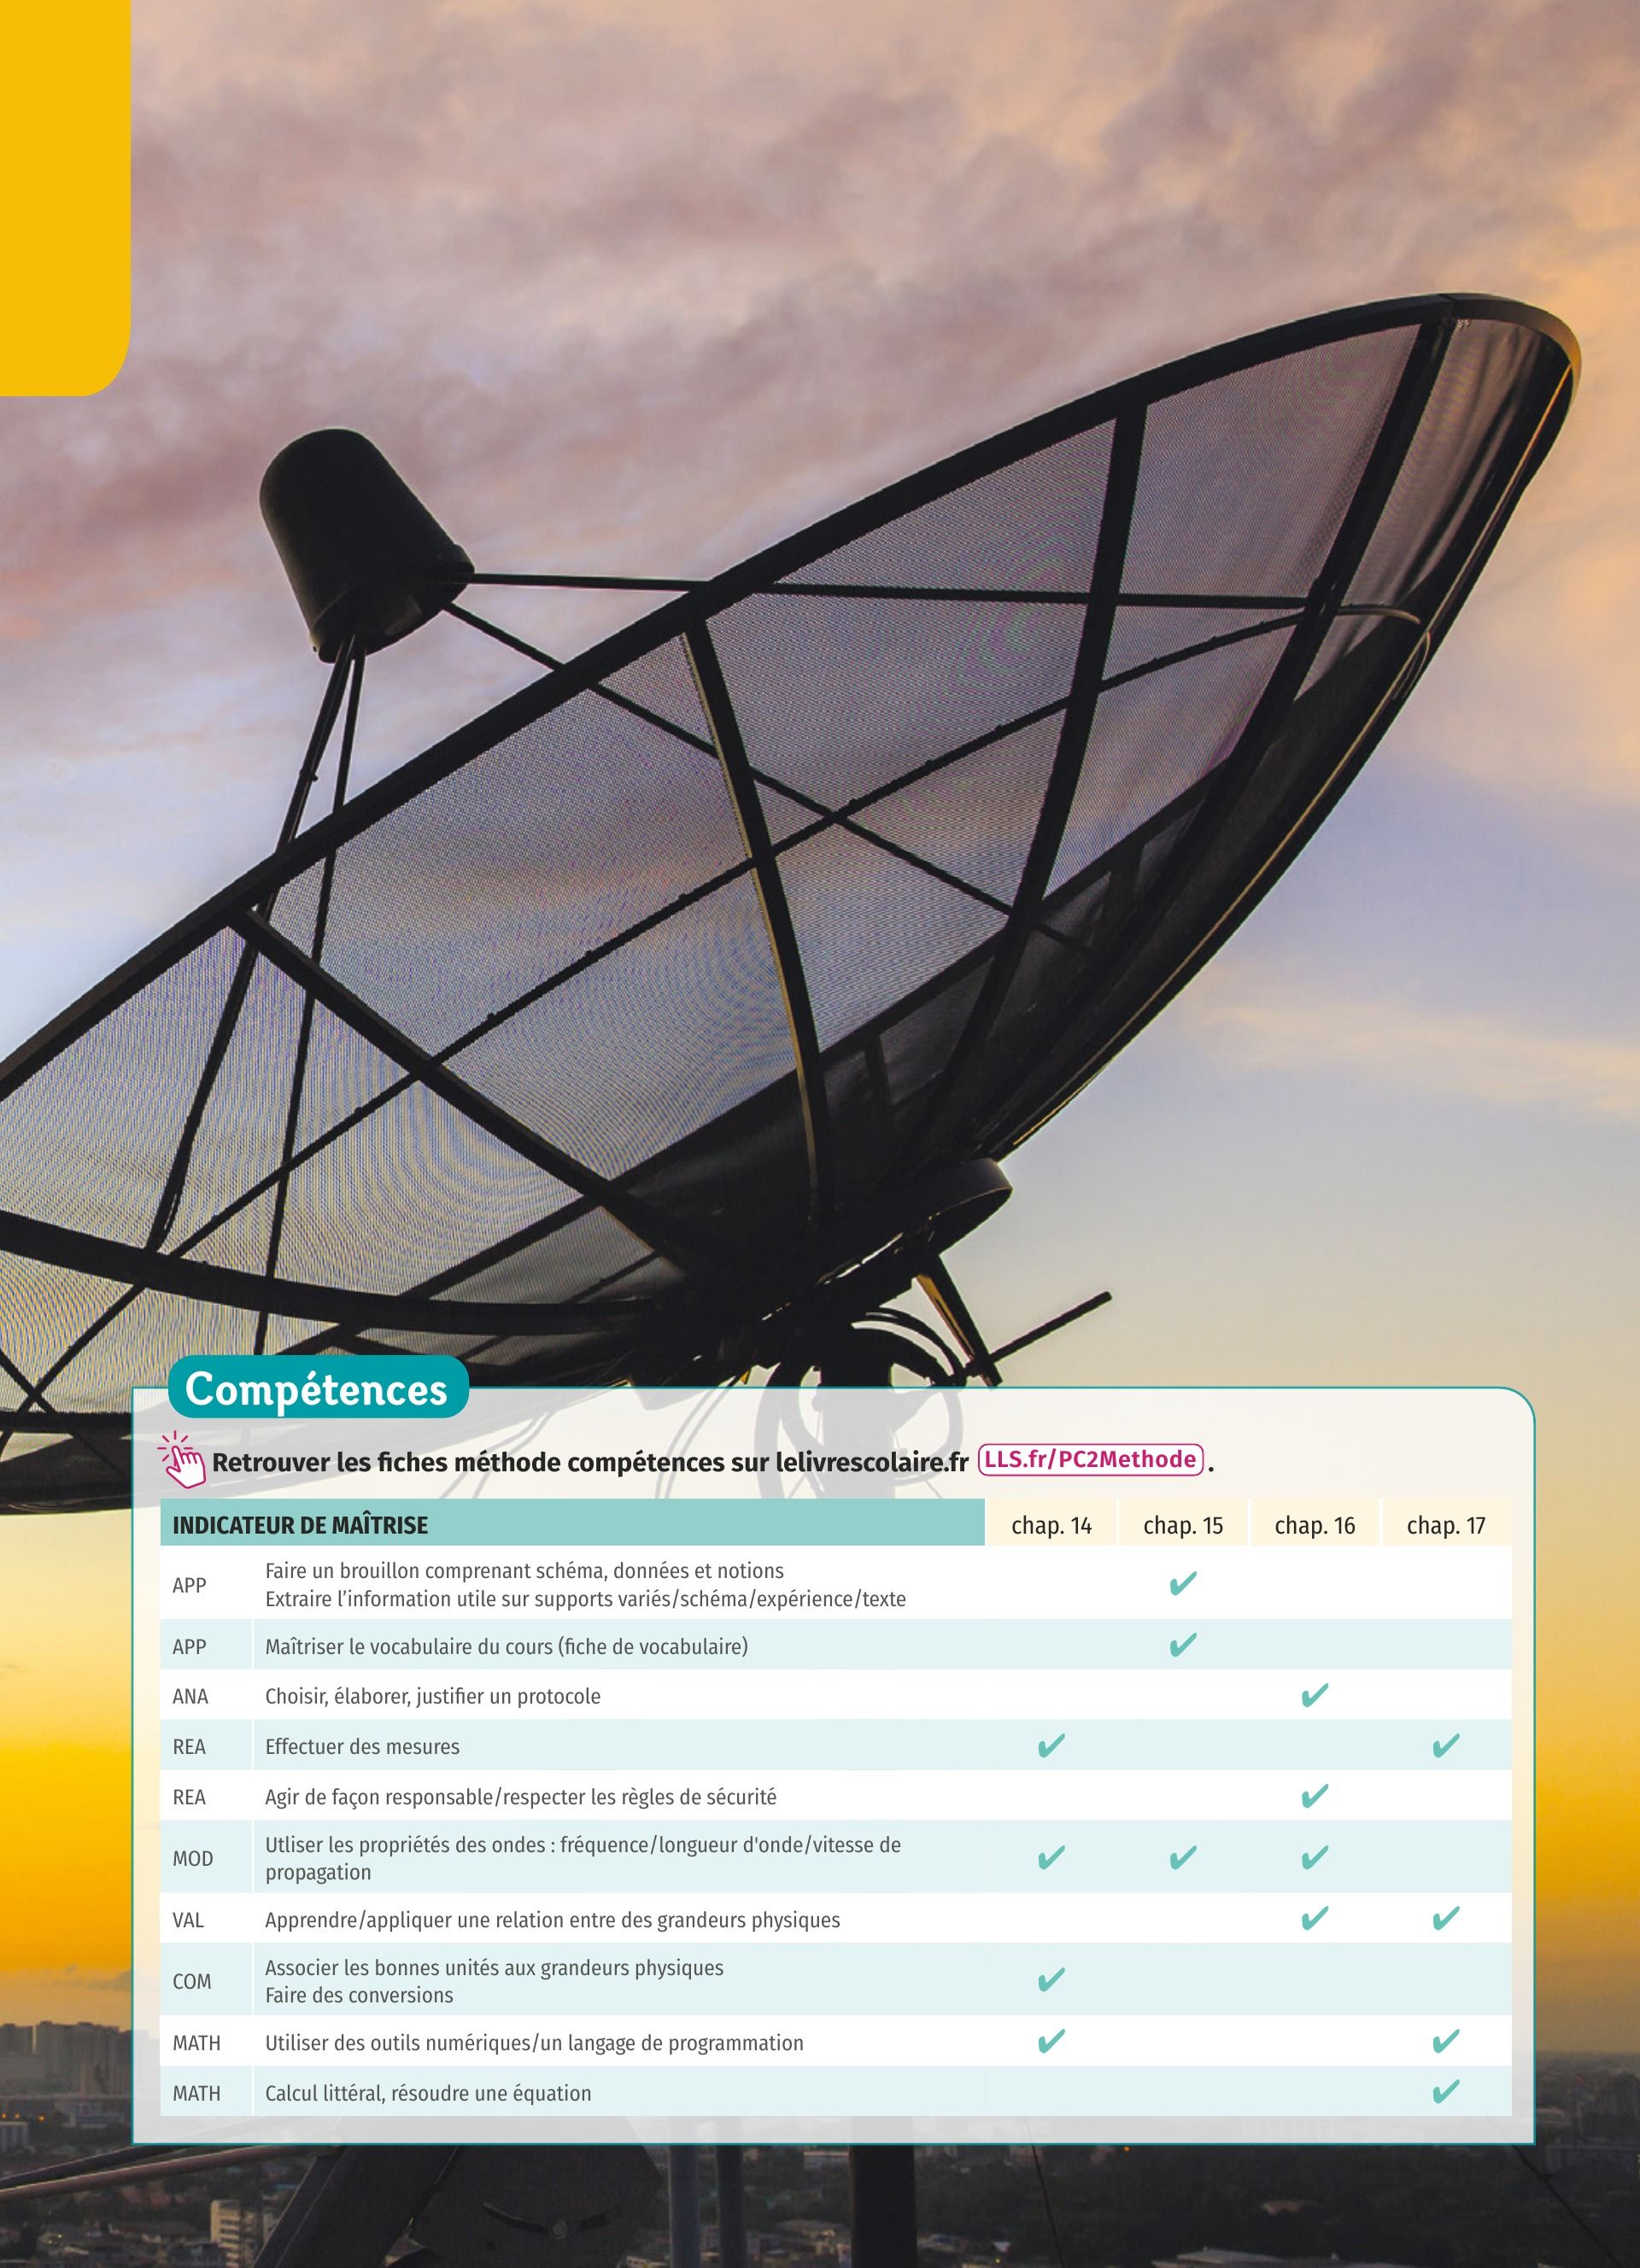 Compétences
Retrouver les fiches méthode compétences sur lelivrescolaire.fr LLS.fr/PC2Methode .
INDICATEUR DE MAÎTRISE chap. 14 chap. 15 chap. 16 chap. 17
APP Faire un brouillon comprenant schéma, données et notions
Extraire l’information utile sur supports variés/schéma/expérience/texte ✔
APP Maîtriser le vocabulaire du cours (fiche de vocabulaire) ✔
ANA Choisir, élaborer, justifier un protocole ✔
REA Effectuer des mesures ✔ ✔
REA Agir de façon responsable/respecter les règles de sécurité ✔
MOD Utliser les propriétés des ondes : fréquence/longueur d'onde/vitesse de
propagation ✔ ✔ ✔
VAL Apprendre/appliquer une relation entre des grandeurs physiques ✔ ✔
COM Associer les bonnes unités aux grandeurs physiques
Faire des conversions ✔
MATH Utiliser des outils numériques/un langage de programmation ✔ ✔
MATH Calcul littéral, résoudre une équation ✔